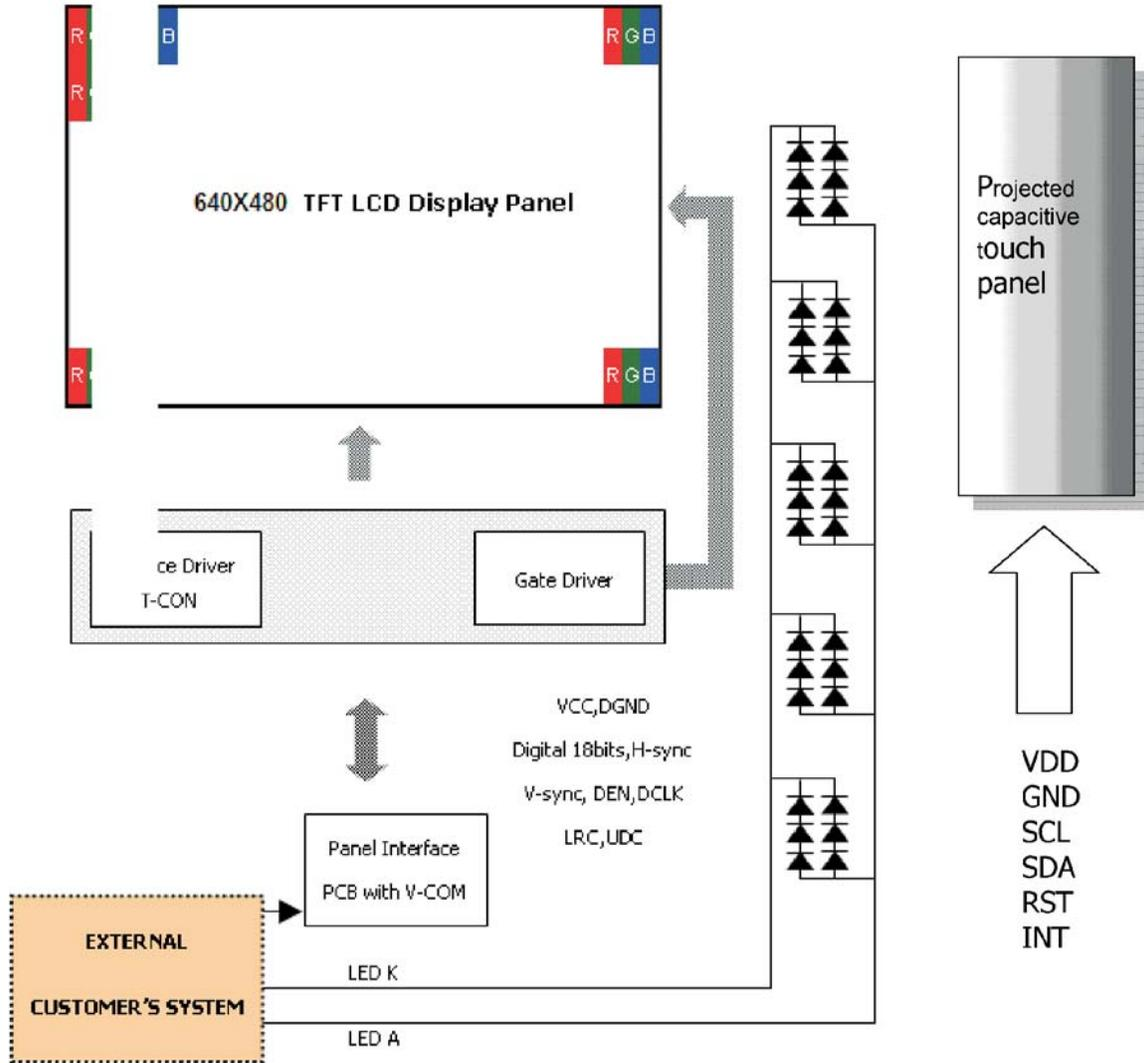 R B R G B
R
640X480 TFT LCD Display Panel
R R G B
Projected
capacitive
touch
panel
ce Driver
T-CON
Gate Driver
VCC,DGND
Digital 18bits,H-sync
V-sync, DEN,DCLK
LRC,UDC
Panel Interface
PCB with V-COM
EXTERNAL
CUSTOMER'S SYSTEM
LED K
LED A
VDD
GND
SCL
SDA
RST
INT